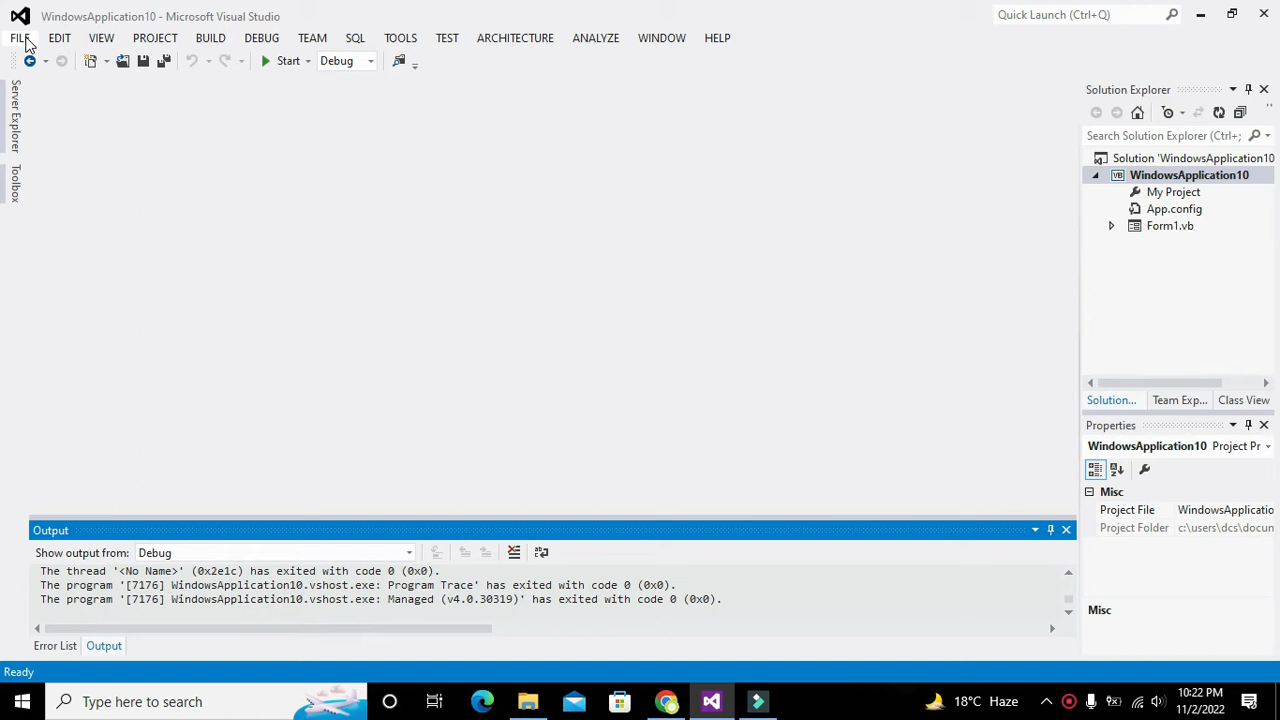 WindowsApplication10 - Microsoft Visual Studio
Quick Launch (Ctrl+Q)
FILE EDIT VIEW PROJECT BUILD DEBUG TEAM SQL TOOLS TEST ARCHITECTURE ANALYZE WINDOW HELP
Start Debug
Server Explorer
Toolbox
Solution Explorer
Search Solution Explorer (Ctrl+;
Solution 'WindowsApplication10
VB WindowsApplication10
My Project
App.config
Form1.vb
Solution... Team Exp... Class View
Properties
WindowsApplication10 Project Pr
Misc
Project File WindowsApplicatio
Project Folder c:\users\dcs\docun
Misc
Output
Show output from: Debug
The thread '<No Name>' (0x2e1c) has exited with code 0 (0x0).
The program '[7176] WindowsApplication10.vshost.exe: Program Trace' has exited with code 0 (0x0).
The program '[7176] WindowsApplication10.vshost.exe: Managed (v4.0.30319)' has exited with code 0 (0x0).
Error List Output
Ready
Type here to search
18°C Haze
10:22 PM
11/2/2022